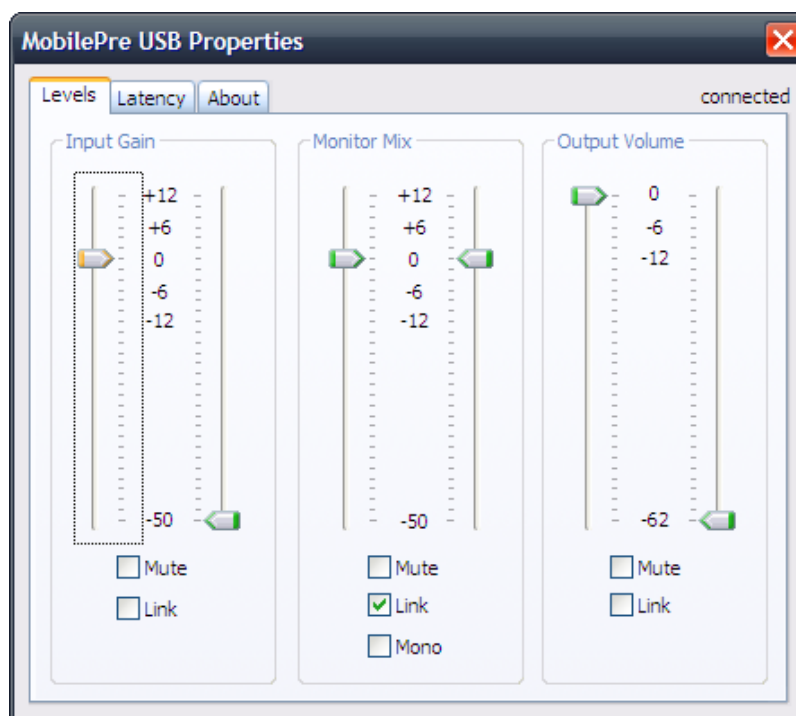 MobilePre USB Properties
Levels Latency About connected
Input Gain Monitor Mix Output Volume
+12 +12 0
+6 +6 -6
0 0 -12
-6 -6
-12 -12
-50 -50 -62
Mute Mute Mute
Link Link Link
Mono